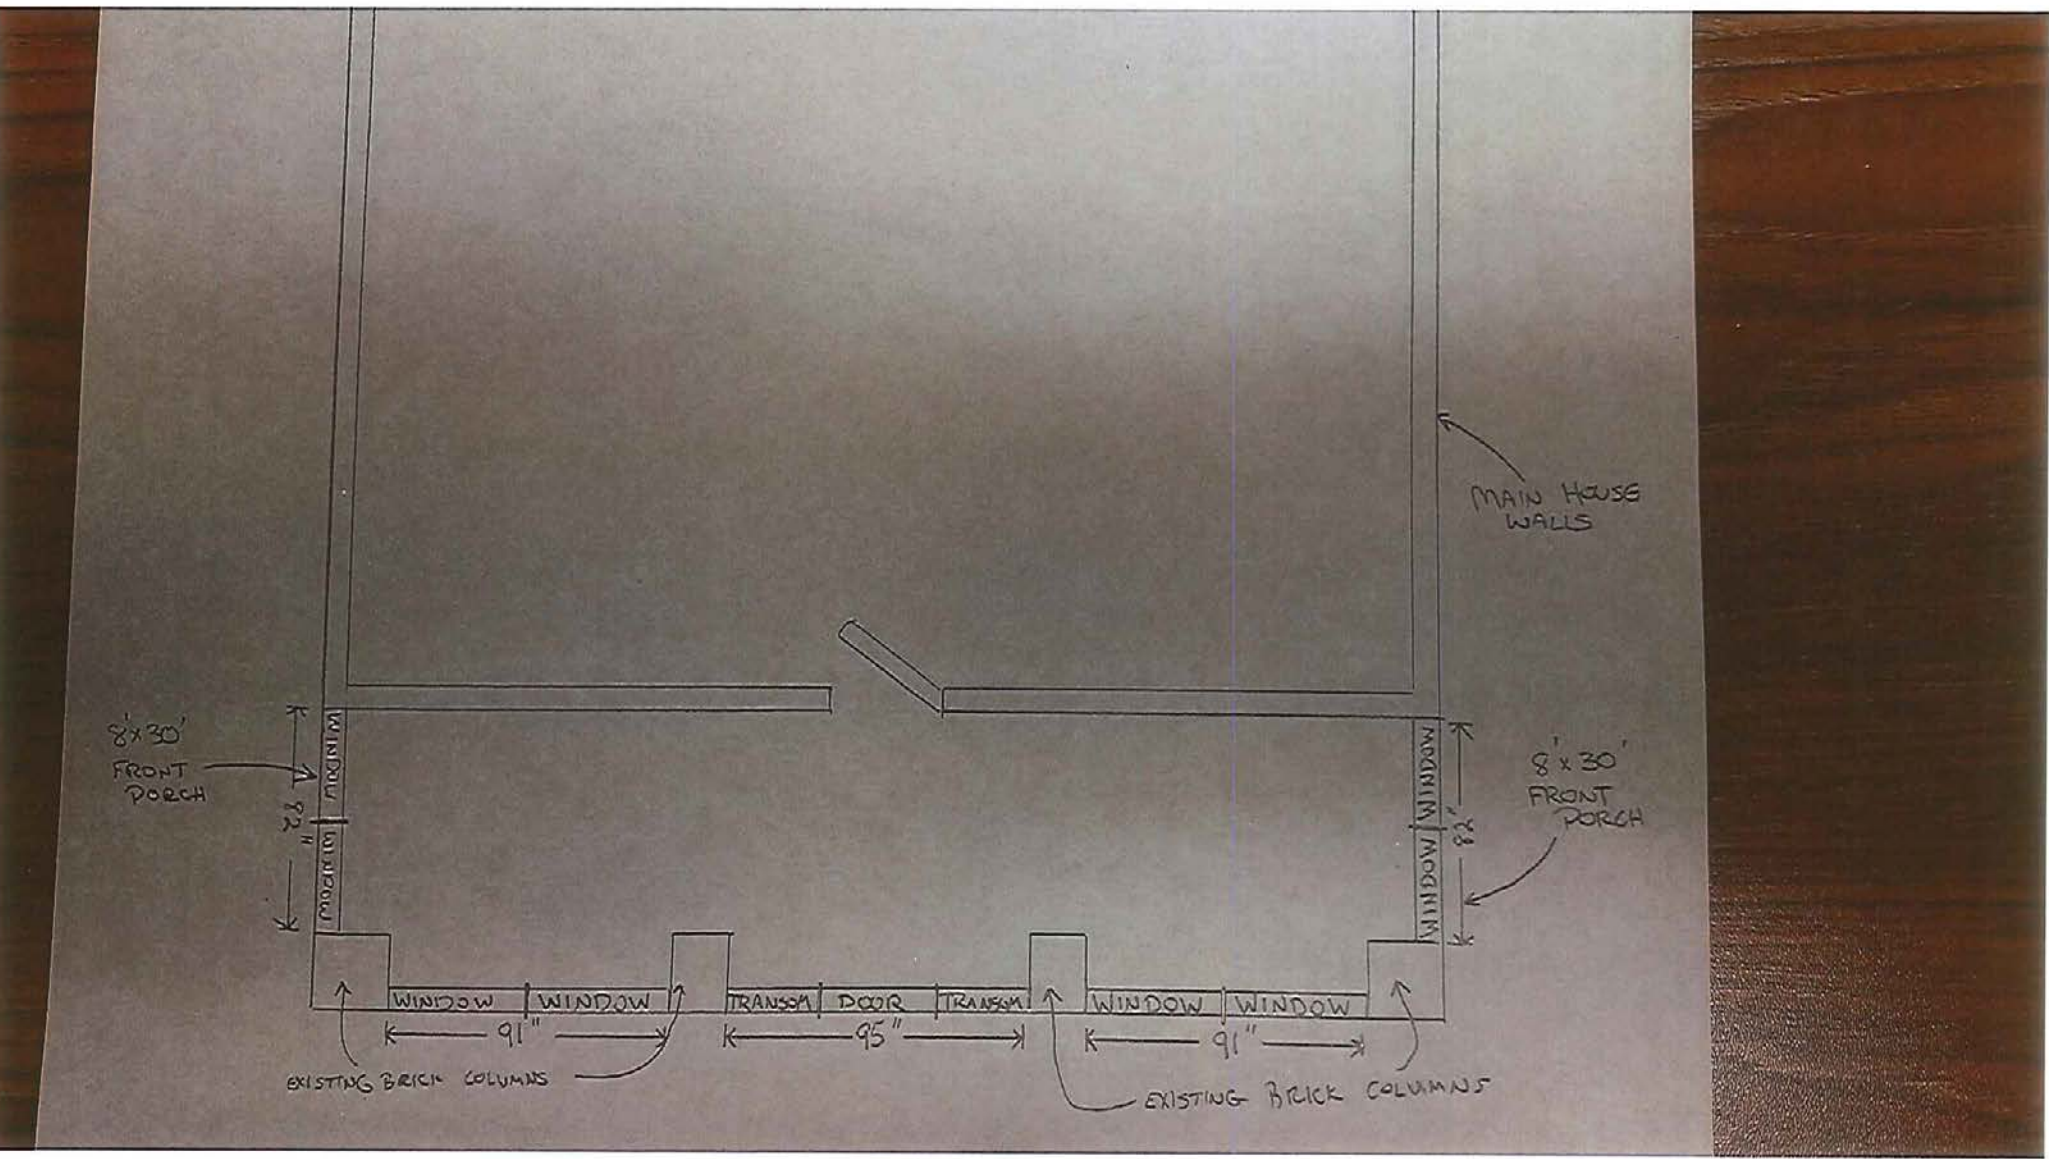 MAIN HOUSE
WALLS
8'x30'
FRONT
PORCH
WINDOW
WINDOW
82"
8'x30'
FRONT
PORCH
WINDOW
WINDOW
82"
WINDOW
WINDOW
TRANSOM
DOOR
TRANSOM
WINDOW
WINDOW
91"
95"
91"
EXISTING BRICK COLUMNS
EXISTING BRICK COLUMNS